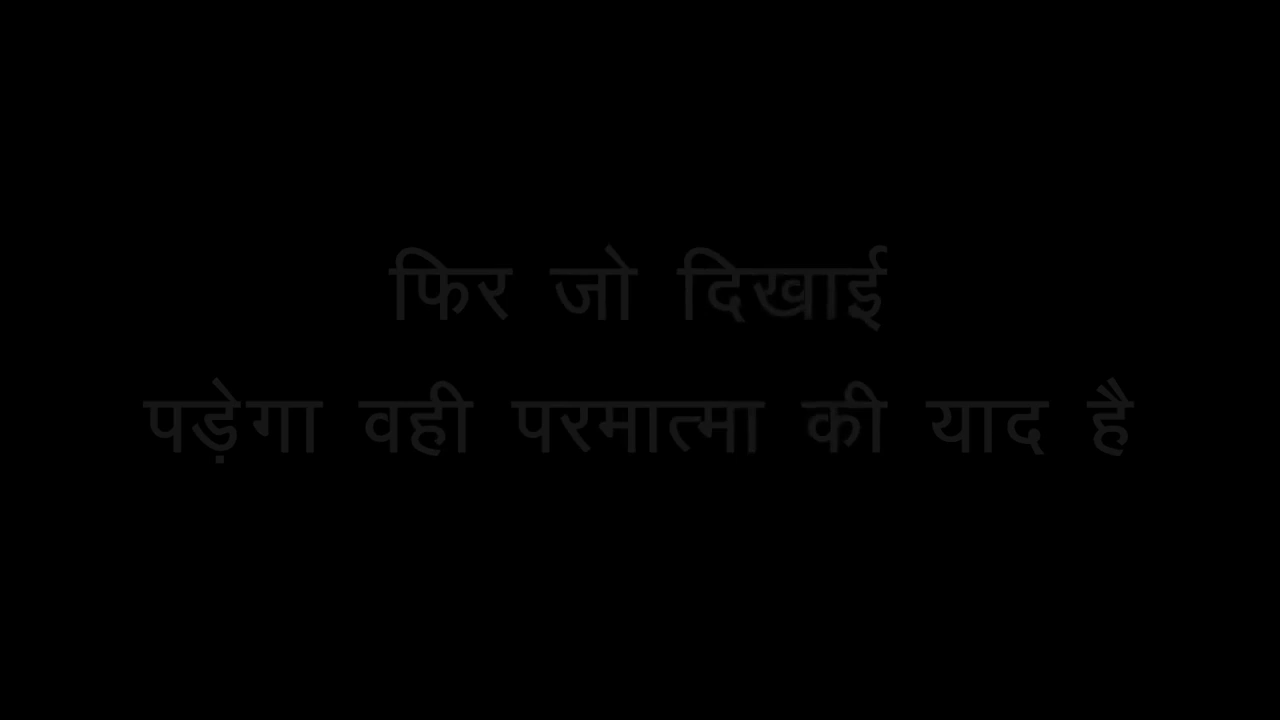 फिर जो दिखाई
पड़ेगा वही परमात्मा की याद है